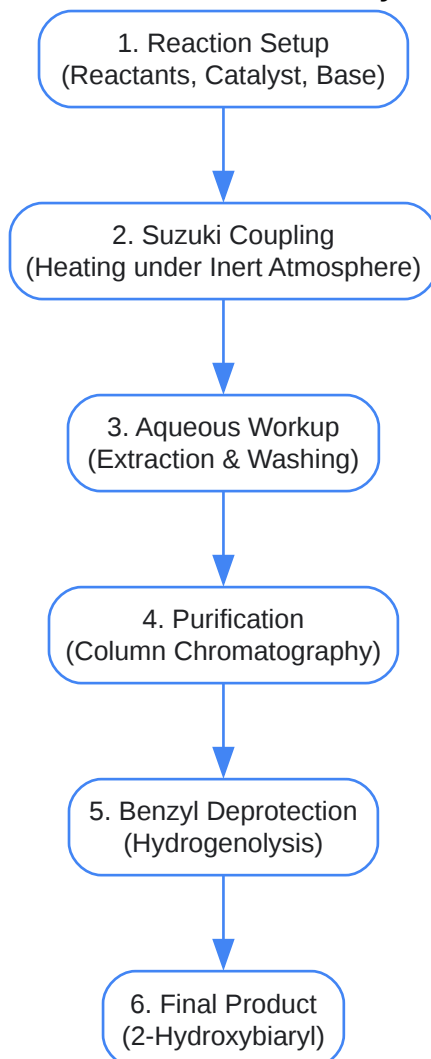 1. Reaction Setup
(Reactants, Catalyst, Base)
2. Suzuki Coupling
(Heating under Inert Atmosphere)
3. Aqueous Workup
(Extraction & Washing)
4. Purification
(Column Chromatography)
5. Benzyl Deprotection
(Hydrogenolysis)
6. Final Product
(2-Hydroxybiaryl)